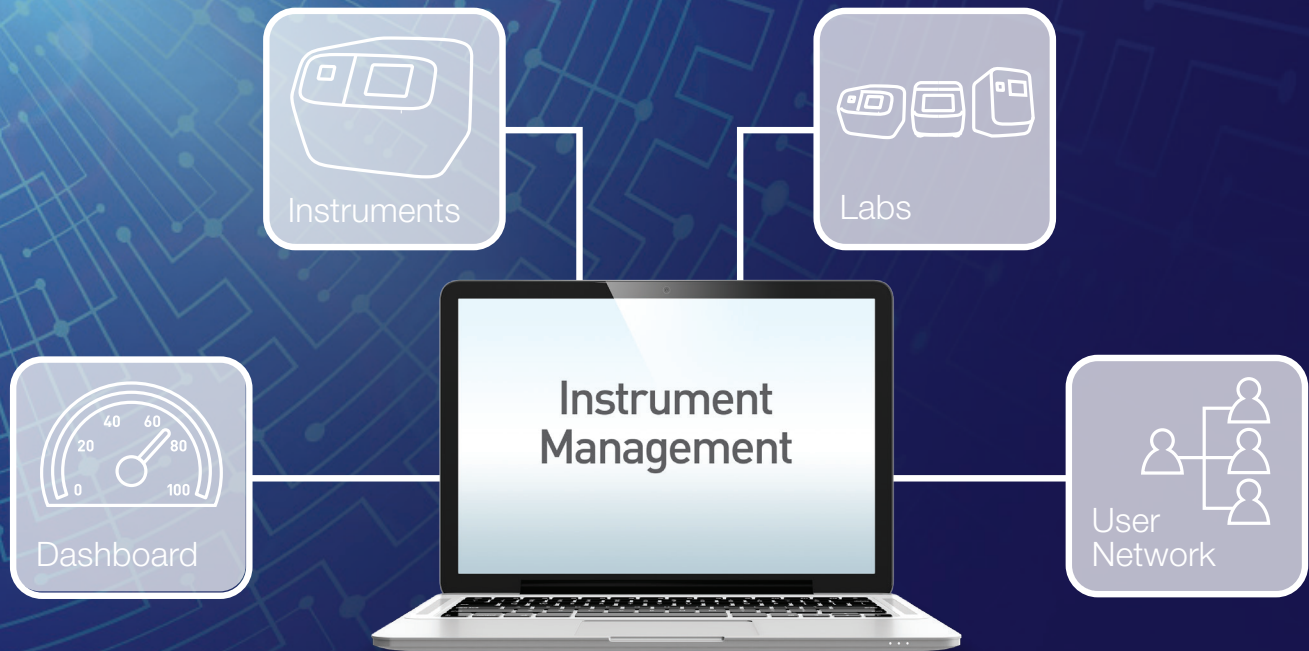 Instruments
Labs
Instrument
Management
40 60
20 80
0 100
Dashboard
User
Network